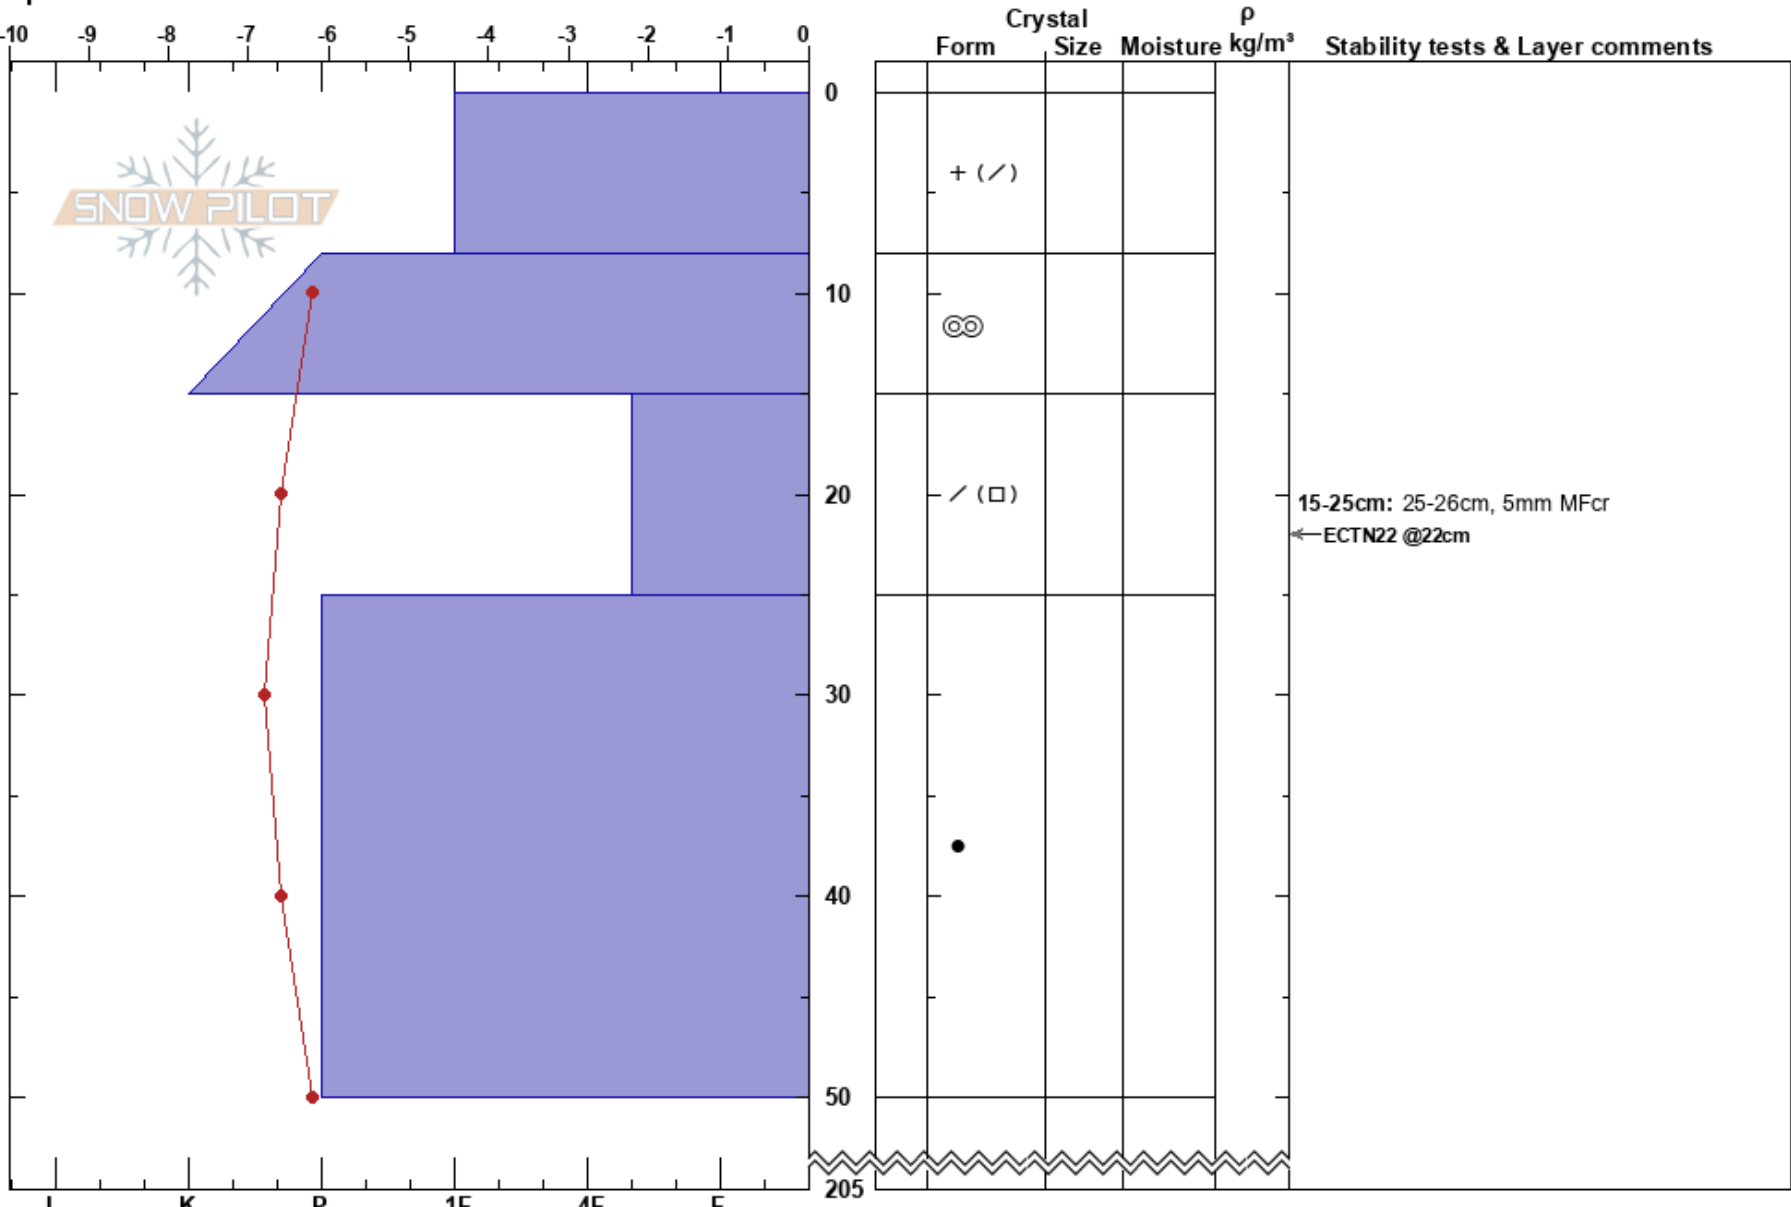 -10 -9 -8 -7 -6 -5 -4 -3 -2 -1 0
Crystal
ρ
Form Size Moisture kg/m³ Stability tests & Layer comments
0
+ (/)
SNOW PILOT
10
20
/ (□)
15-25cm: 25-26cm, 5mm MFcr
ECTN22 @22cm
30
40
50
205
I K P 1F 4F F